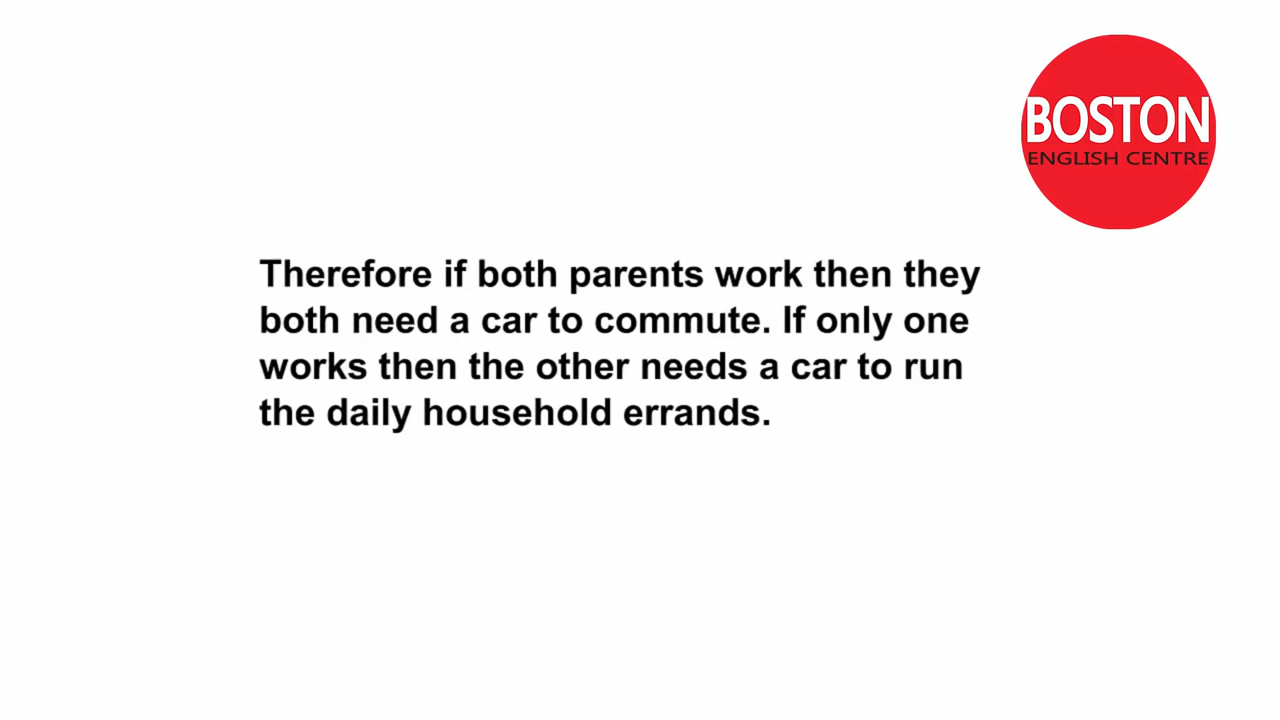 BOSTON
ENGLISH CENTRE
Therefore if both parents work then they
both need a car to commute. If only one
works then the other needs a car to run
the daily household errands.